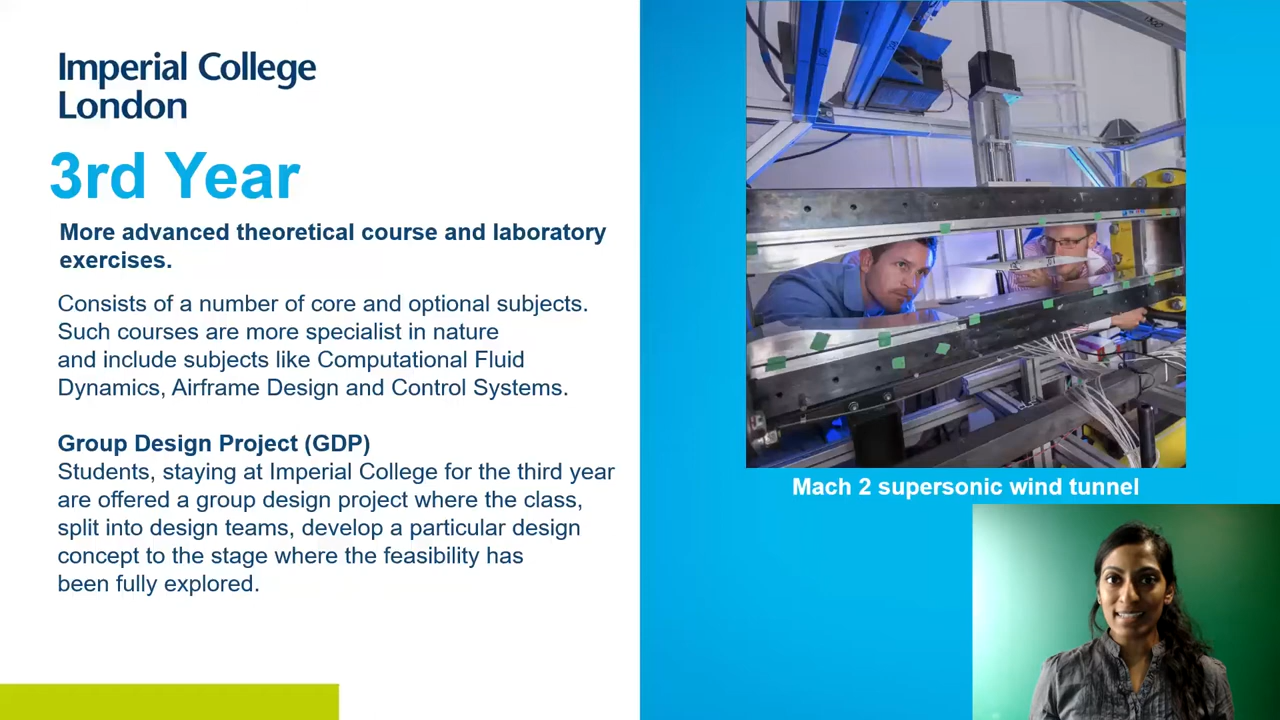 Imperial College
London
3rd Year
More advanced theoretical course and laboratory
exercises.
Consists of a number of core and optional subjects.
Such courses are more specialist in nature
and include subjects like Computational Fluid
Dynamics, Airframe Design and Control Systems.
Group Design Project (GDP)
Students, staying at Imperial College for the third year
are offered a group design project where the class,
split into design teams, develop a particular design
concept to the stage where the feasibility has
been fully explored.
Mach 2 supersonic wind tunnel